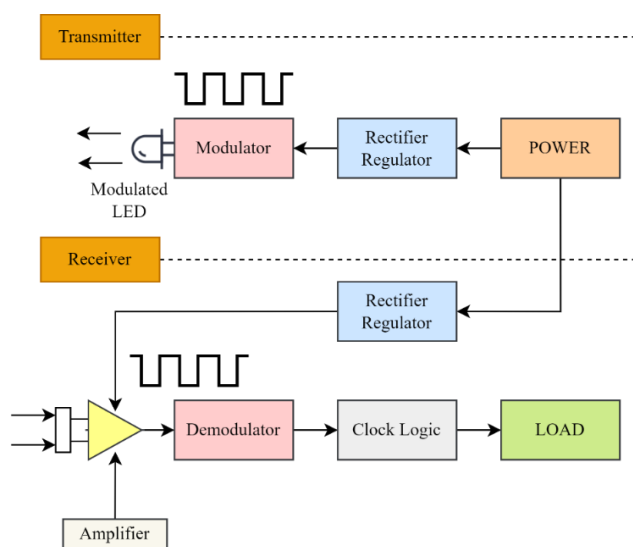 Transmitter
Modulator
Rectifier
Regulator
POWER
Modulated
LED
Receiver
Rectifier
Regulator
Demodulator
Clock Logic
LOAD
Amplifier